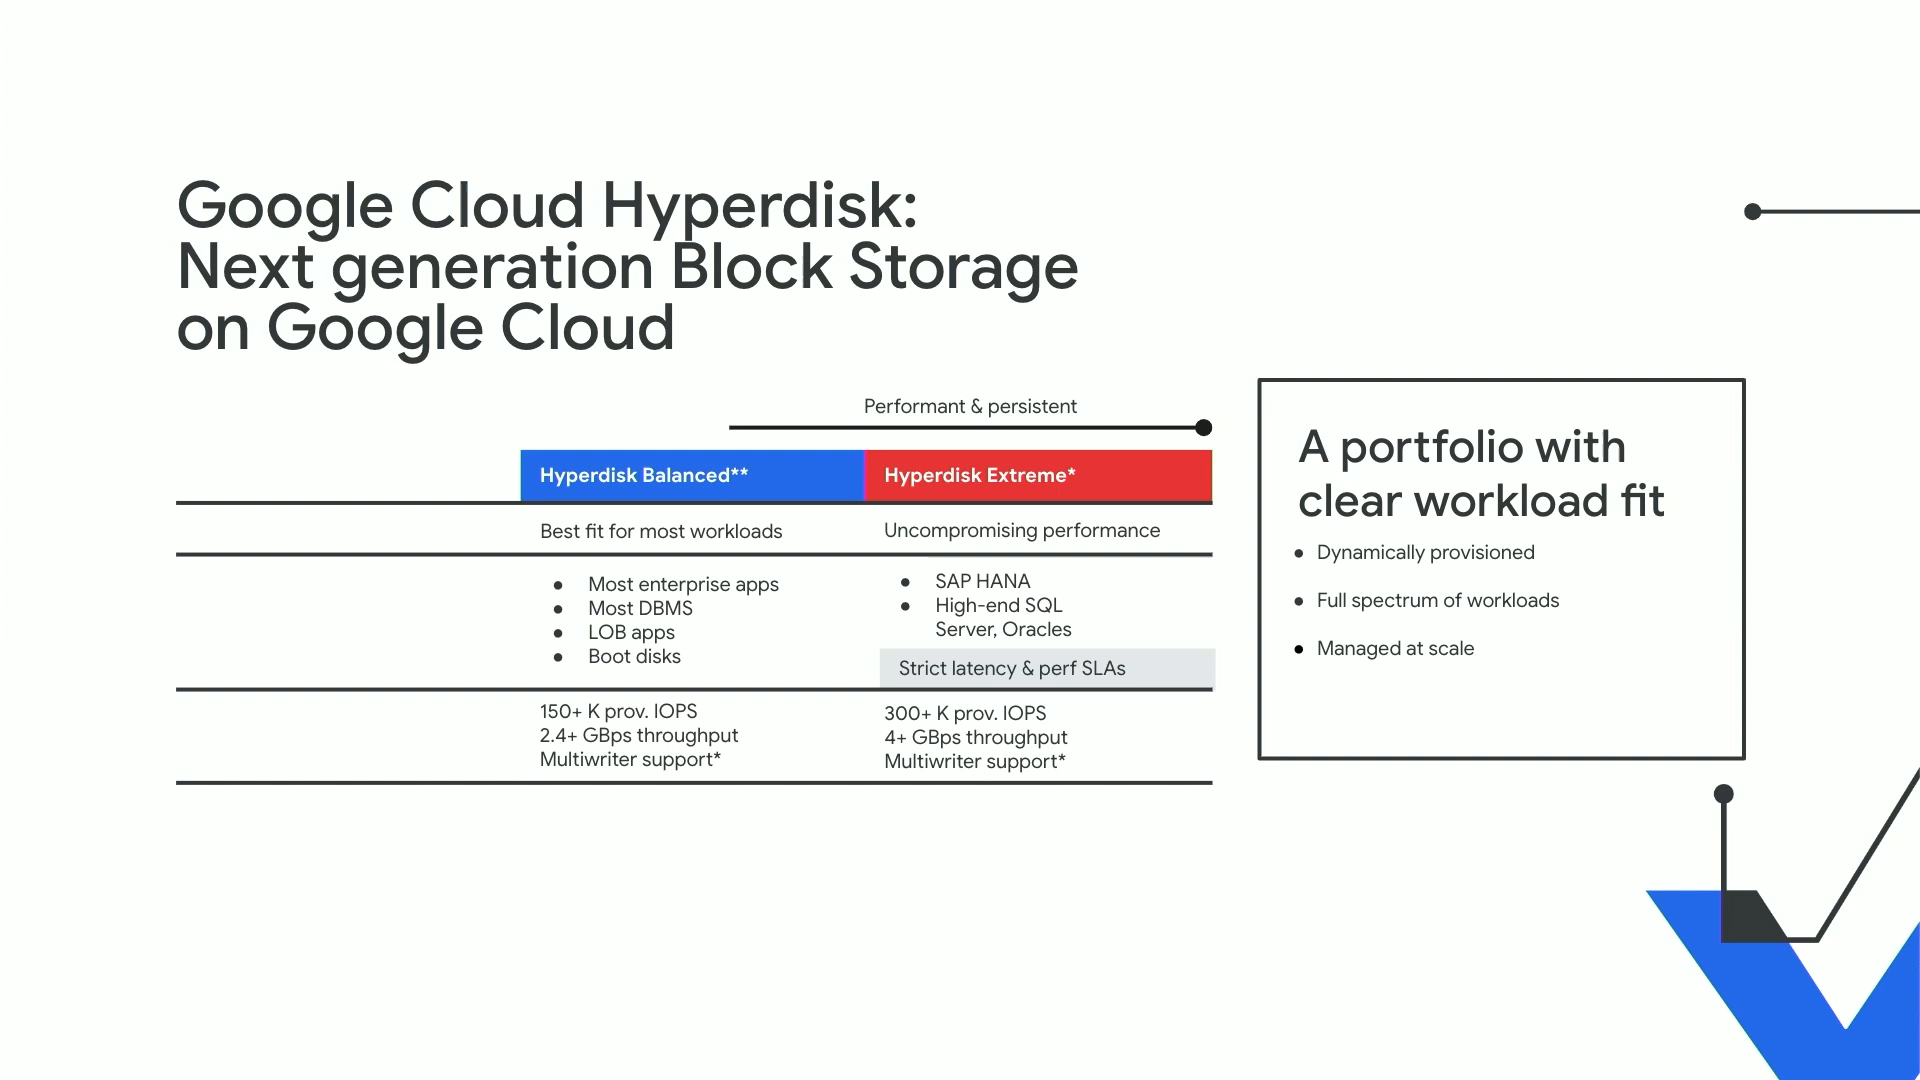 Google Cloud Hyperdisk:
Next generation Block Storage
on Google Cloud
Performant & persistent
Hyperdisk Balanced**
Hyperdisk Extreme*
Best fit for most workloads
Uncompromising performance
● Most enterprise apps
● Most DBMS
● LOB apps
● Boot disks
● SAP HANA
● High-end SQL
Server, Oracles
Strict latency & perf SLAs
150+ K prov. IOPS
2.4+ GBps throughput
Multiwriter support*
300+ K prov. IOPS
4+ GBps throughput
Multiwriter support*
A portfolio with
clear workload fit
● Dynamically provisioned
● Full spectrum of workloads
● Managed at scale